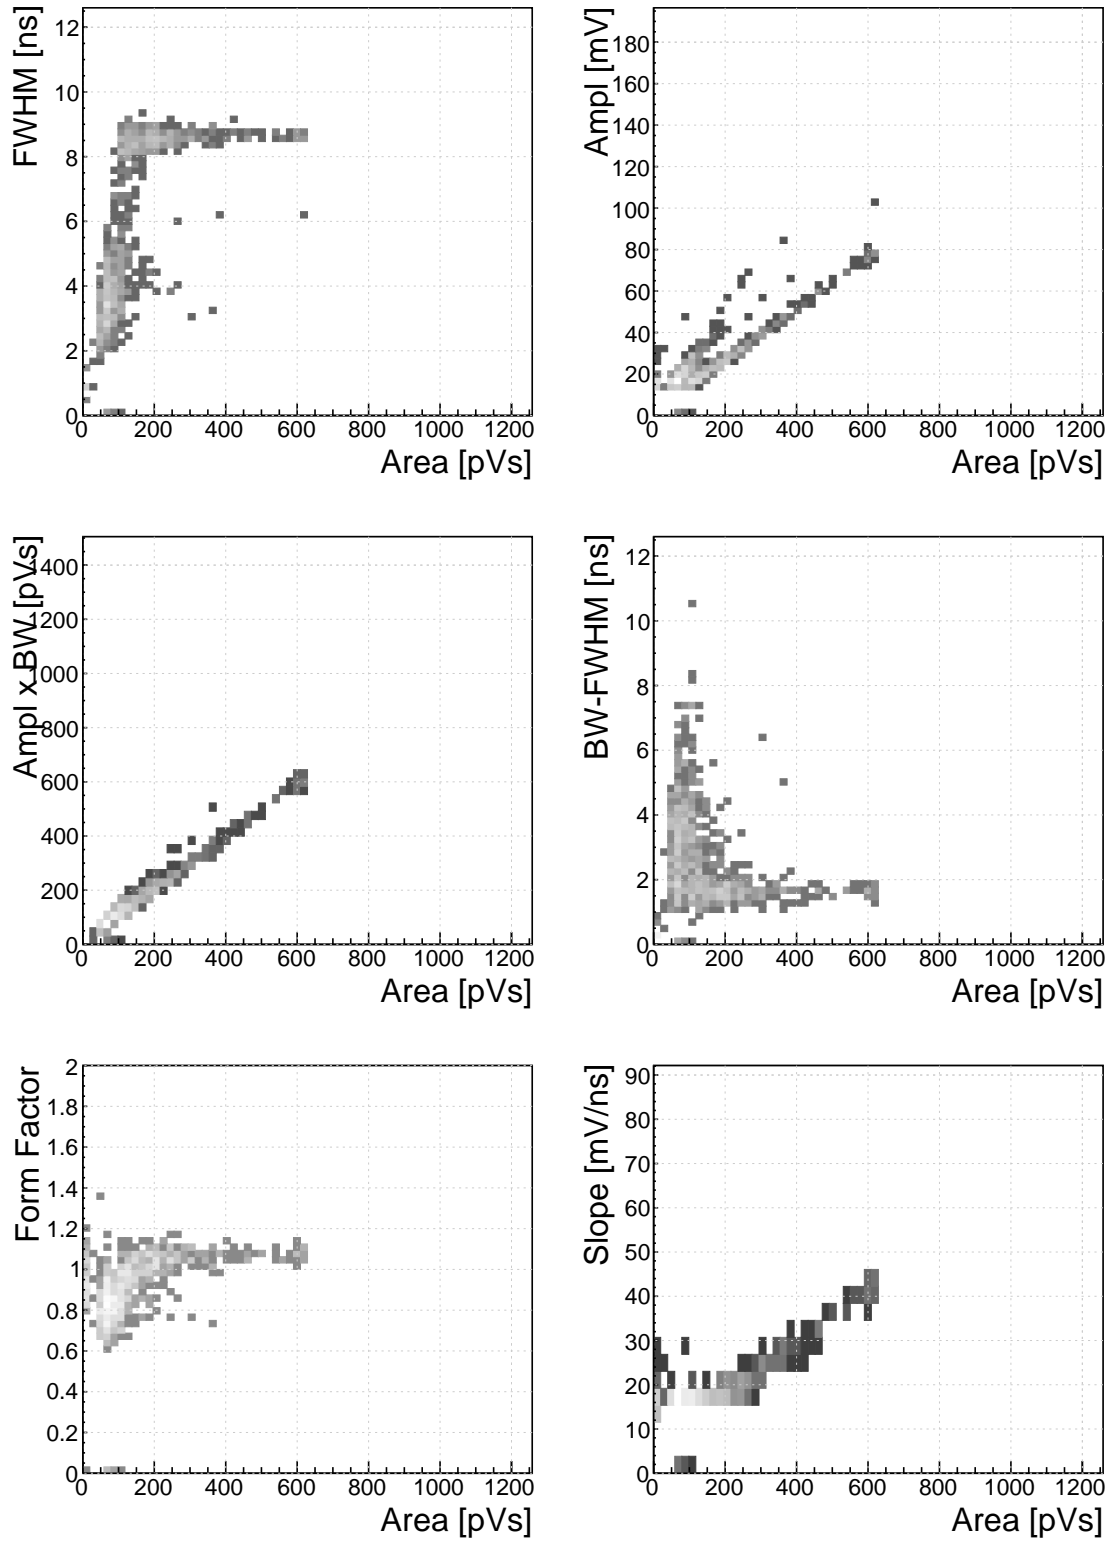 FWHM [ns]
12
10
8
6
4
2
0
0 200 400 600 800 1000 1200
Area [pVs]
Ampl [mV]
180
160
140
120
100
80
60
40
20
0
0 200 400 600 800 1000 1200
Area [pVs]
Ampl x BW [pVs]
1400
1200
1000
800
600
400
200
0
0 200 400 600 800 1000 1200
Area [pVs]
BW-FWHM [ns]
12
10
8
6
4
2
0
0 200 400 600 800 1000 1200
Area [pVs]
Form Factor
2
1.8
1.6
1.4
1.2
1
0.8
0.6
0.4
0.2
0
0 200 400 600 800 1000 1200
Area [pVs]
Slope [mV/ns]
90
80
70
60
50
40
30
20
10
0
0 200 400 600 800 1000 1200
Area [pVs]